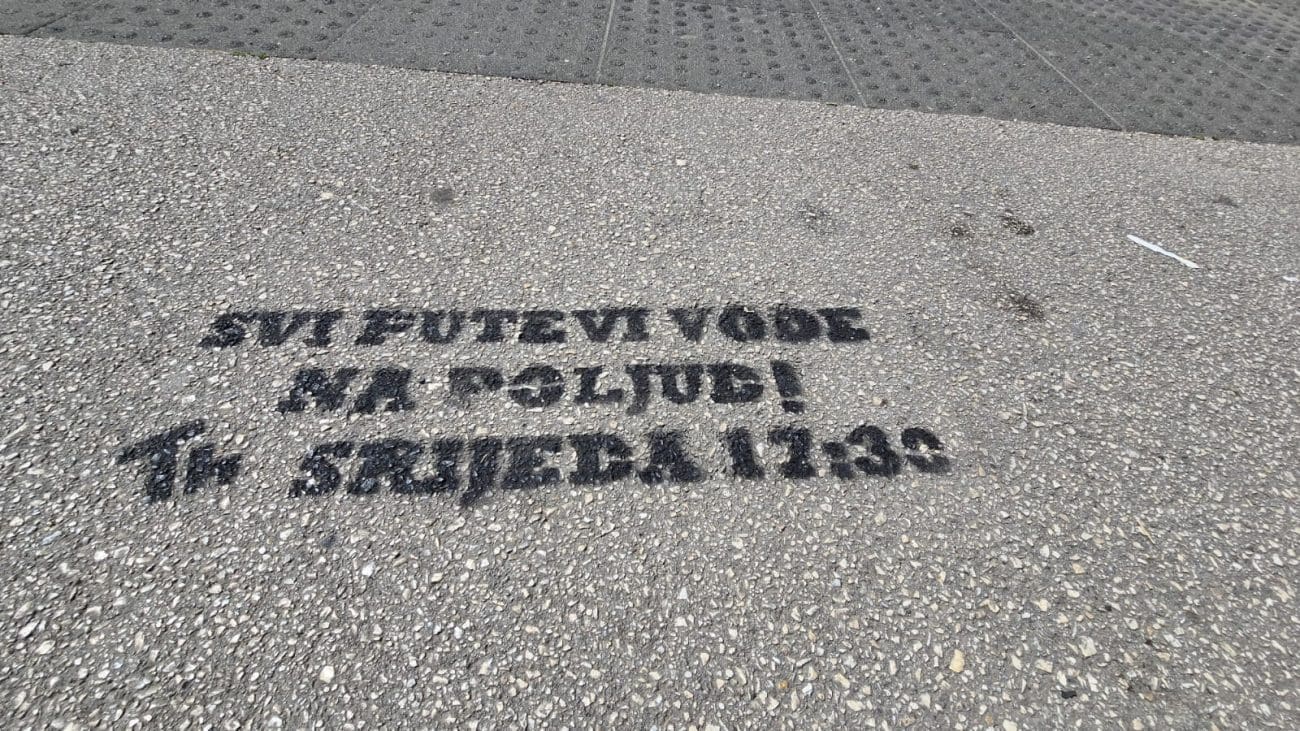 SVI PUTEVI VODE
NA POLJUD!
TH SRIJEDA 17:30